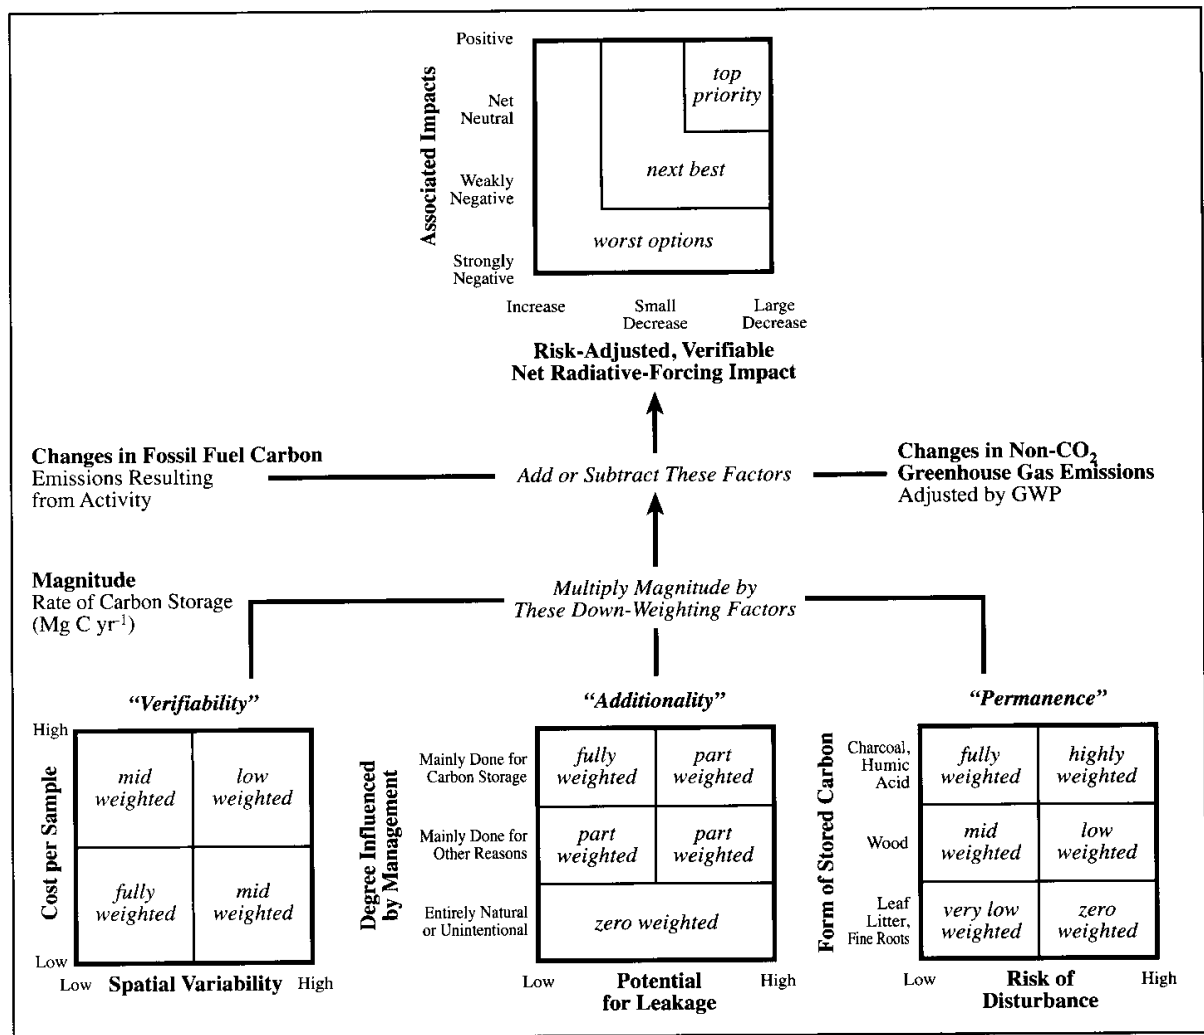 Associated Impacts
Positive
Net
Neutral
Weakly
Negative
Strongly
Negative
top
priority
next best
worst options
Increase
Small
Decrease
Large
Decrease
Risk-Adjusted, Verifiable
Net Radiative-Forcing Impact
Changes in Fossil Fuel Carbon
Emissions Resulting
from Activity
Add or Subtract These Factors
Changes in Non-CO₂
Greenhouse Gas Emissions
Adjusted by GWP
Magnitude
Rate of Carbon Storage
(Mg C yr⁻¹)
Multiply Magnitude by
These Down-Weighting Factors
“Verifiability”
Cost per Sample
High
Low
mid
weighted
low
weighted
fully
weighted
mid
weighted
Low
Spatial Variability
High
“Additionality”
Degree Influenced
by Management
Mainly Done for
Carbon Storage
fully
weighted
part
weighted
Mainly Done for
Other Reasons
part
weighted
part
weighted
Entirely Natural
or Unintentional
zero weighted
Low
Potential
for Leakage
High
“Permanence”
Form of Stored Carbon
Charcoal,
Humic
Acid
fully
weighted
highly
weighted
Wood
mid
weighted
low
weighted
Leaf
Litter,
Fine Roots
very low
weighted
zero
weighted
Low
Risk of
Disturbance
High